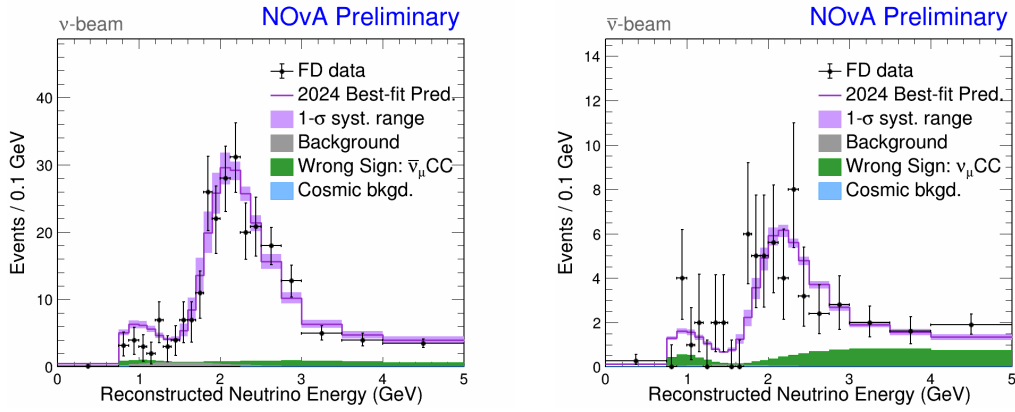 ν-beam
NOvA Preliminary
FD data
2024 Best-fit Pred.
1-σ syst. range
Background
Wrong Sign: ν̅μCC
Cosmic bkgd.
Events / 0.1 GeV
40
30
20
10
0
0 1 2 3 4 5
Reconstructed Neutrino Energy (GeV)
ν̅-beam
NOvA Preliminary
FD data
2024 Best-fit Pred.
1-σ syst. range
Background
Wrong Sign: νμCC
Cosmic bkgd.
Events / 0.1 GeV
14
12
10
8
6
4
2
0
0 1 2 3 4 5
Reconstructed Neutrino Energy (GeV)